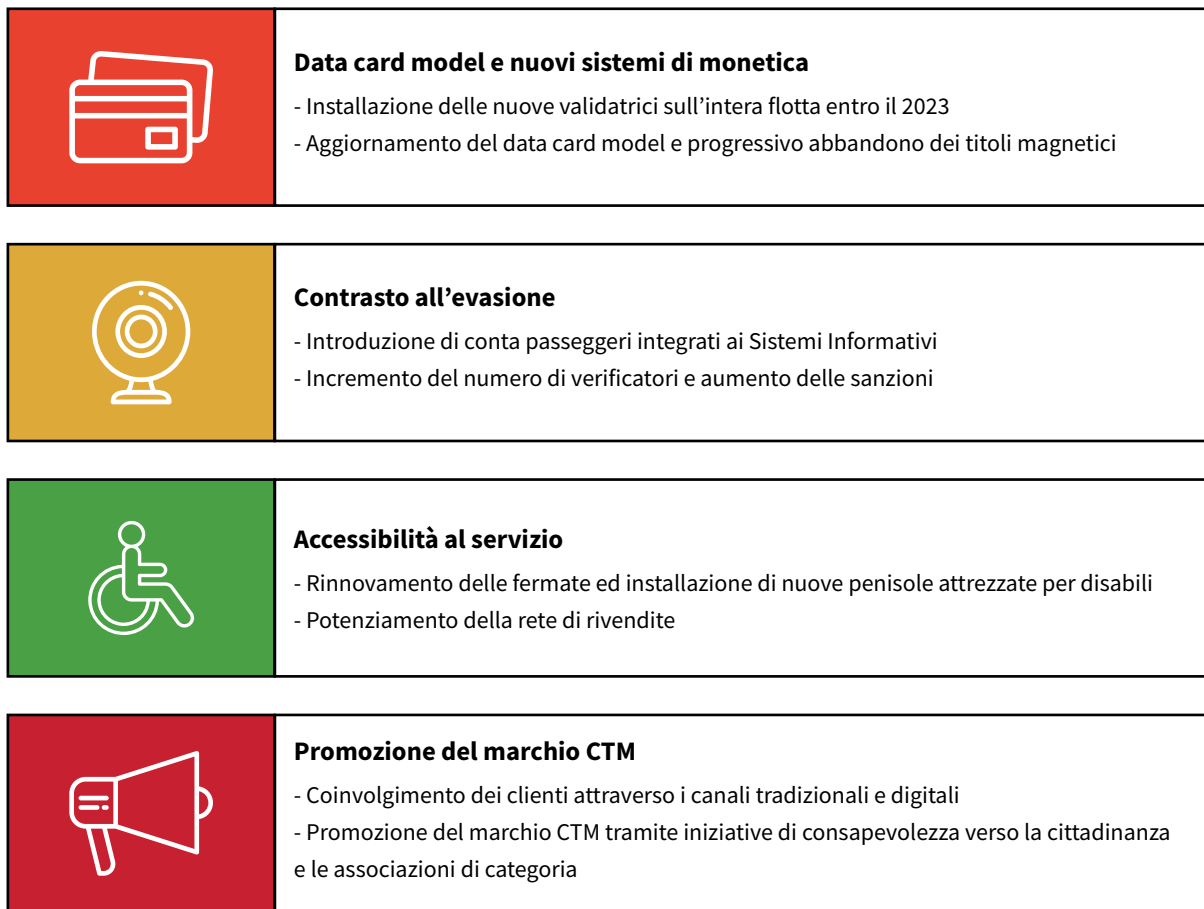 Data card model e nuovi sistemi di monetica
- Installazione delle nuove validatrici sull’intera flotta entro il 2023
- Aggiornamento del data card model e progressivo abbandono dei titoli magnetici
Contrasto all’evasione
- Introduzione di conta passeggeri integrati ai Sistemi Informativi
- Incremento del numero di verificatori e aumento delle sanzioni
Accessibilità al servizio
- Rinnovamento delle fermate ed installazione di nuove penisole attrezzate per disabili
- Potenziamento della rete di rivendite
Promozione del marchio CTM
- Coinvolgimento dei clienti attraverso i canali tradizionali e digitali
- Promozione del marchio CTM tramite iniziative di consapevolezza verso la cittadinanza
e le associazioni di categoria